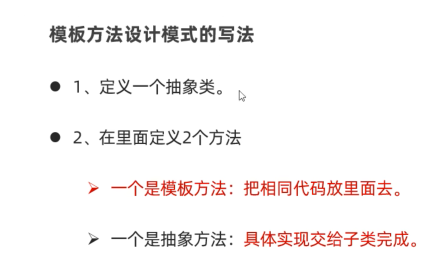 模板方法设计模式的写法
● 1、定义一个抽象类。
● 2、在里面定义2个方法
➢ 一个是模板方法：把相同代码放里面去。
➢ 一个是抽象方法：具体实现交给子类完成。